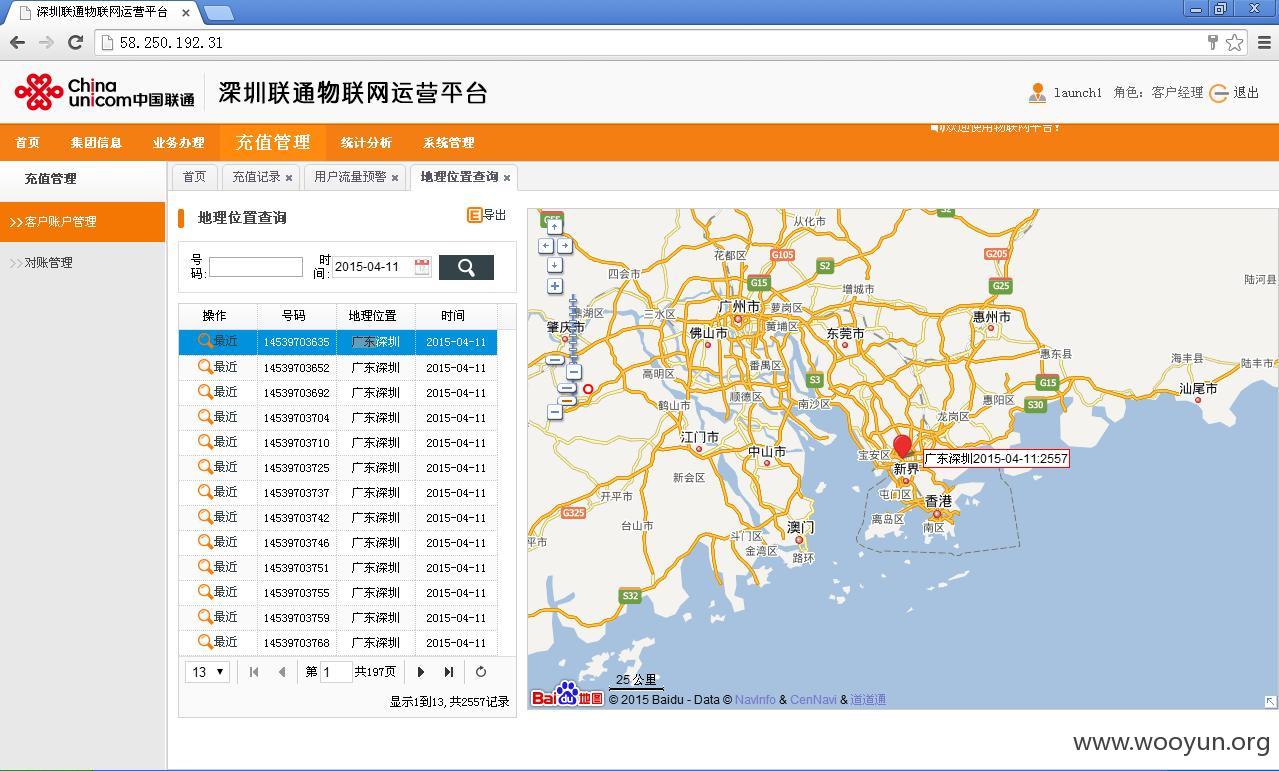 深圳联通物联网运营平台
58.250.192.31
China unicom中国联通
深圳联通物联网运营平台
launch1 角色: 客户经理 退出
首页 集团信息 业务办理 充值管理 统计分析 系统管理
欢迎使用物联网平台!
充值管理
>>客户账户管理
>>对账管理
首页 充值记录 用户流量预警 地理位置查询
地理位置查询 导出
号码: 时间: 2015-04-11
操作 号码 地理位置 时间
最近 14539703635 广东深圳 2015-04-11
最近 14539703652 广东深圳 2015-04-11
最近 14539703692 广东深圳 2015-04-11
最近 14539703701 广东深圳 2015-04-11
最近 14539703710 广东深圳 2015-04-11
最近 14539703725 广东深圳 2015-04-11
最近 14539703737 广东深圳 2015-04-11
最近 14539703742 广东深圳 2015-04-11
最近 14539703746 广东深圳 2015-04-11
最近 14539703751 广东深圳 2015-04-11
最近 14539703755 广东深圳 2015-04-11
最近 14539703759 广东深圳 2015-04-11
最近 14539703768 广东深圳 2015-04-11
13 第 1 共197页
显示1到13,共2557记录
S2
从化市
花都区 G105 G205
S2
四会市 G15 G25 陆河县
增城市
广州市 萝岗区
三水区 惠州市
肇庆市 佛山市 黄埔区 东莞市
惠东县
海丰县
番禺区 陆丰市
高明区 S3 G15
汕尾市
顺德区 惠阳区
鹤山市 南沙区 S30
龙岗区
江门市
中山市 宝安区 广东深圳2015-04-11:2557
新界
新会区
开平市 屯门区
香港
G325 离岛区
台山市 澳门 南区
斗门区
平市 金湾区
路环
S32
25 公里
Bai du 地图 © 2015 Baidu - Data © NavInfo & CenNavi & 道道通
www.wooyun.org